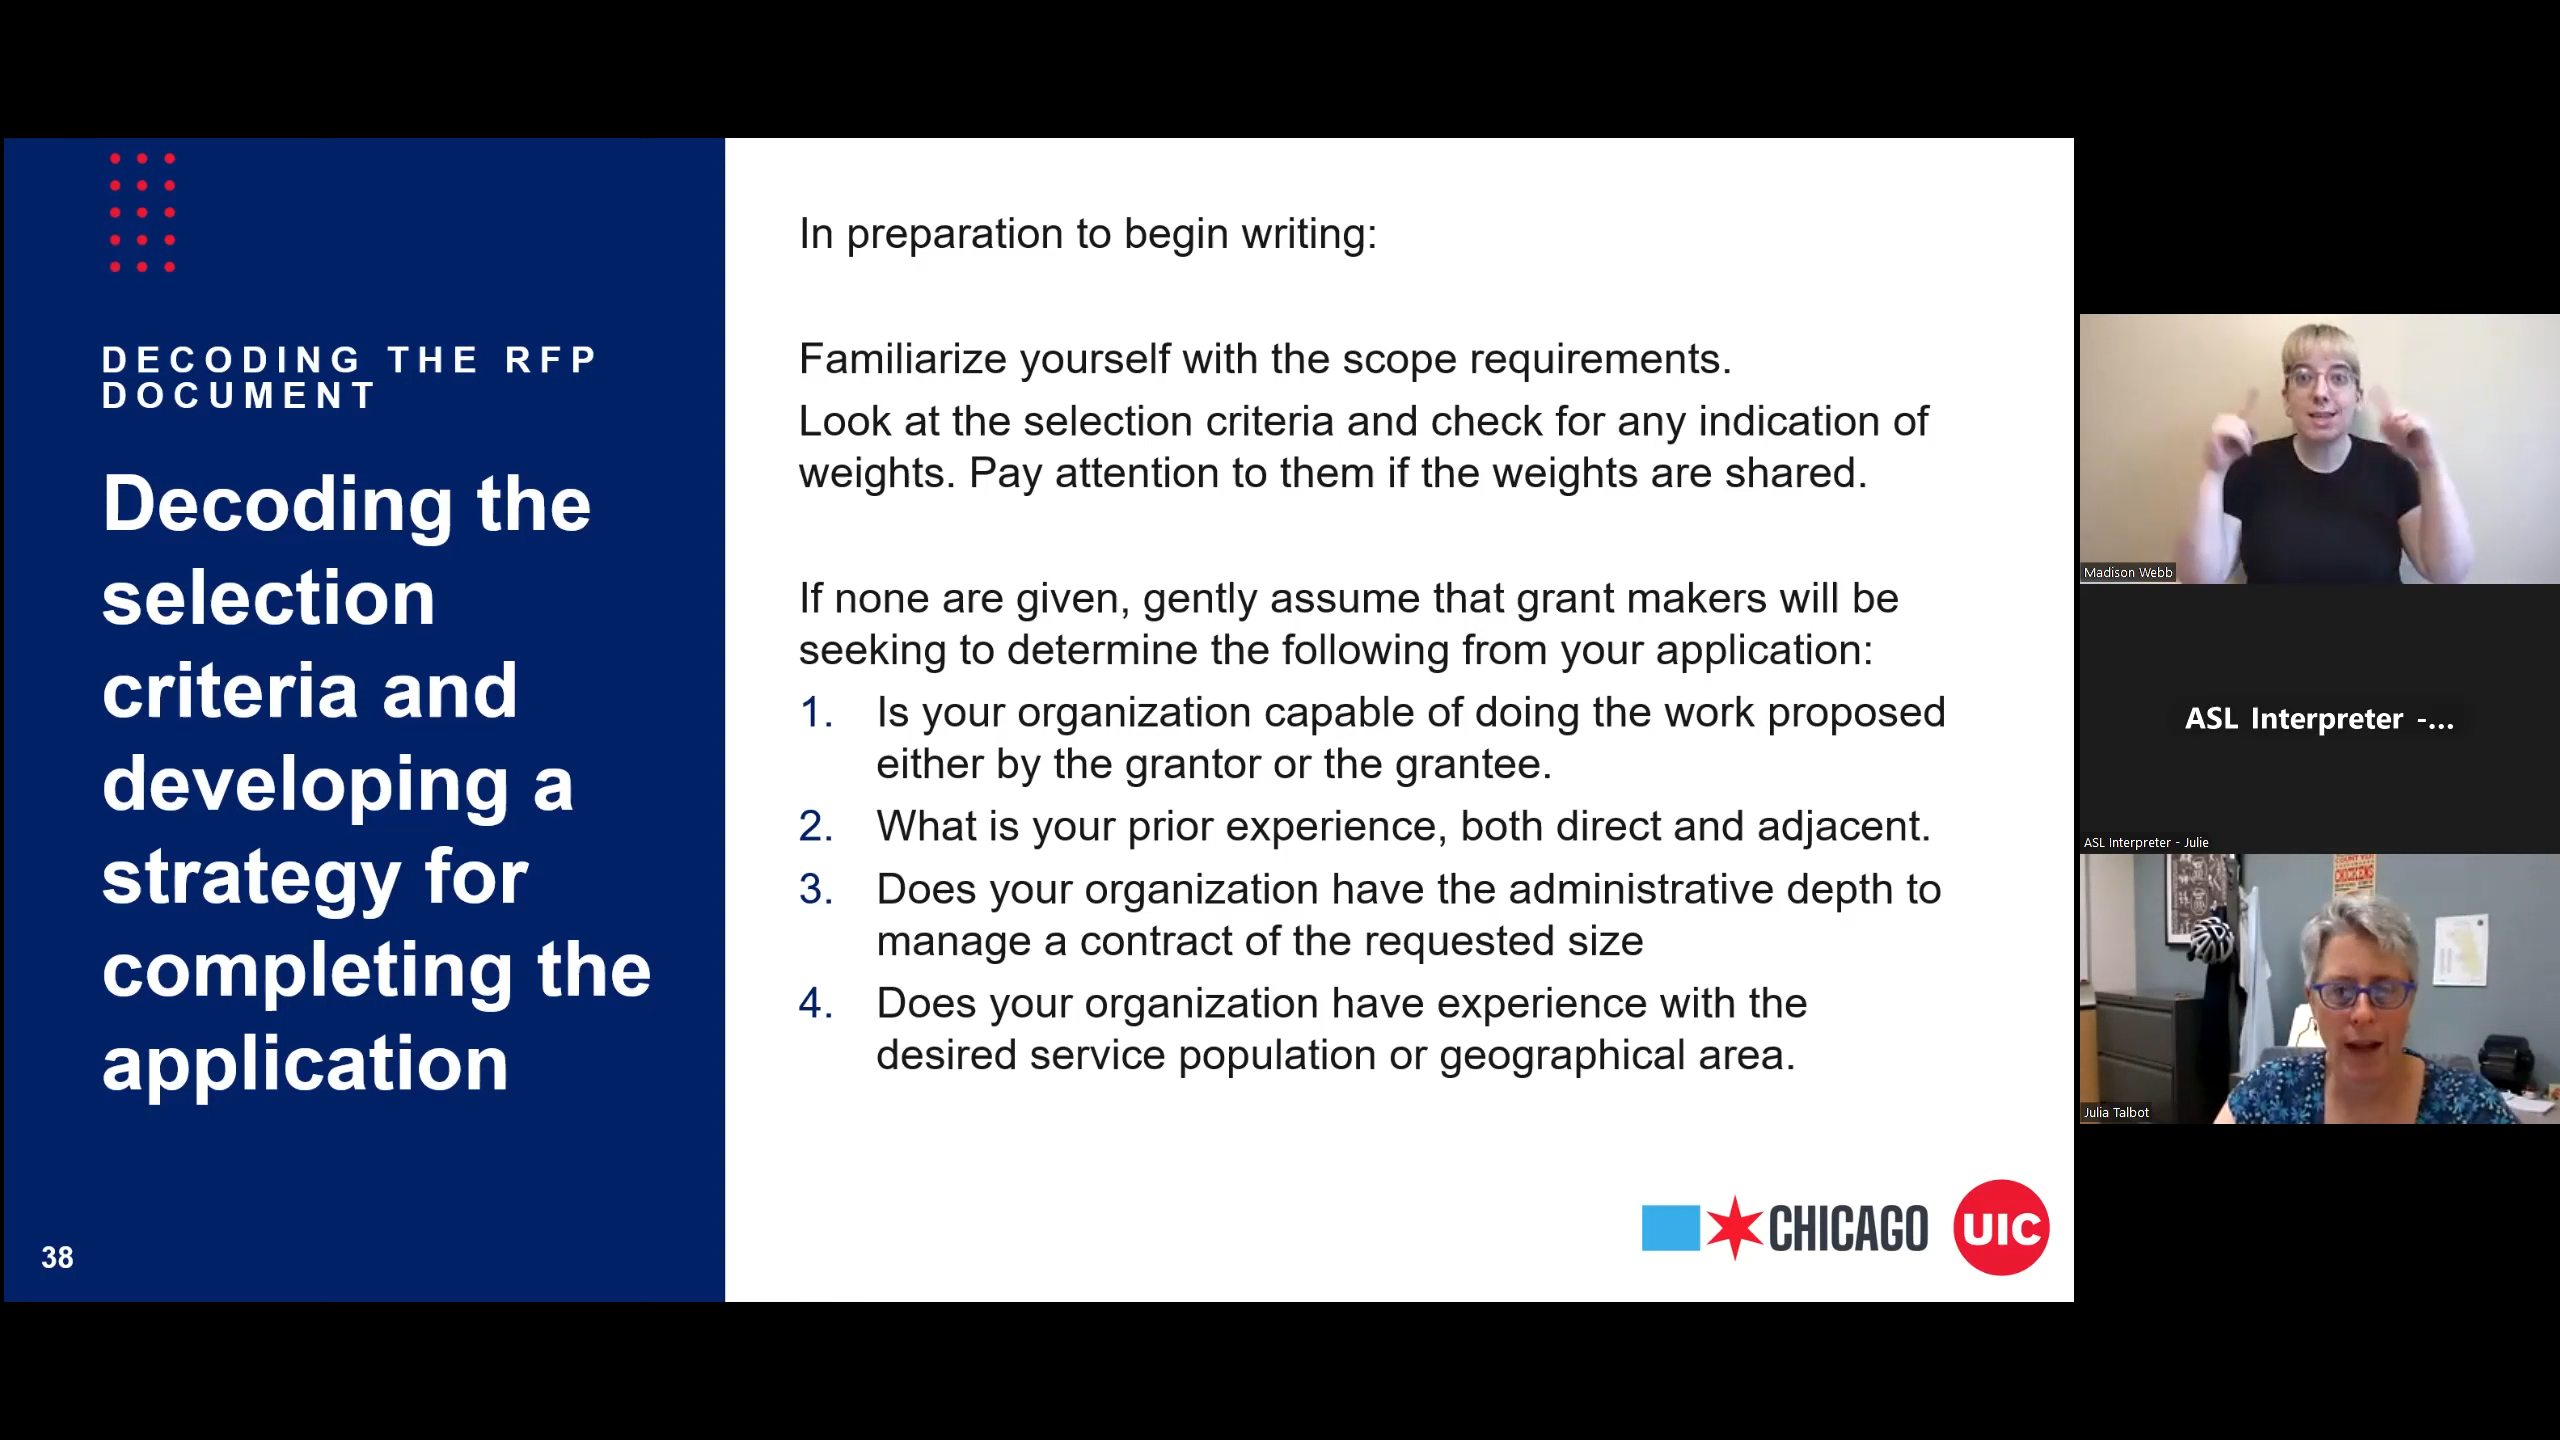 DECODING THE RFP
DOCUMENT
Decoding the
selection
criteria and
developing a
strategy for
completing the
application
38
In preparation to begin writing:
Familiarize yourself with the scope requirements.
Look at the selection criteria and check for any indication of
weights. Pay attention to them if the weights are shared.
If none are given, gently assume that grant makers will be
seeking to determine the following from your application:
1. Is your organization capable of doing the work proposed
either by the grantor or the grantee.
2. What is your prior experience, both direct and adjacent.
3. Does your organization have the administrative depth to
manage a contract of the requested size
4. Does your organization have experience with the
desired service population or geographical area.
CHICAGO
UIC
Madison Webb
ASL Interpreter -...
ASL Interpreter - Julie
CHICKENS
Julia Talbot